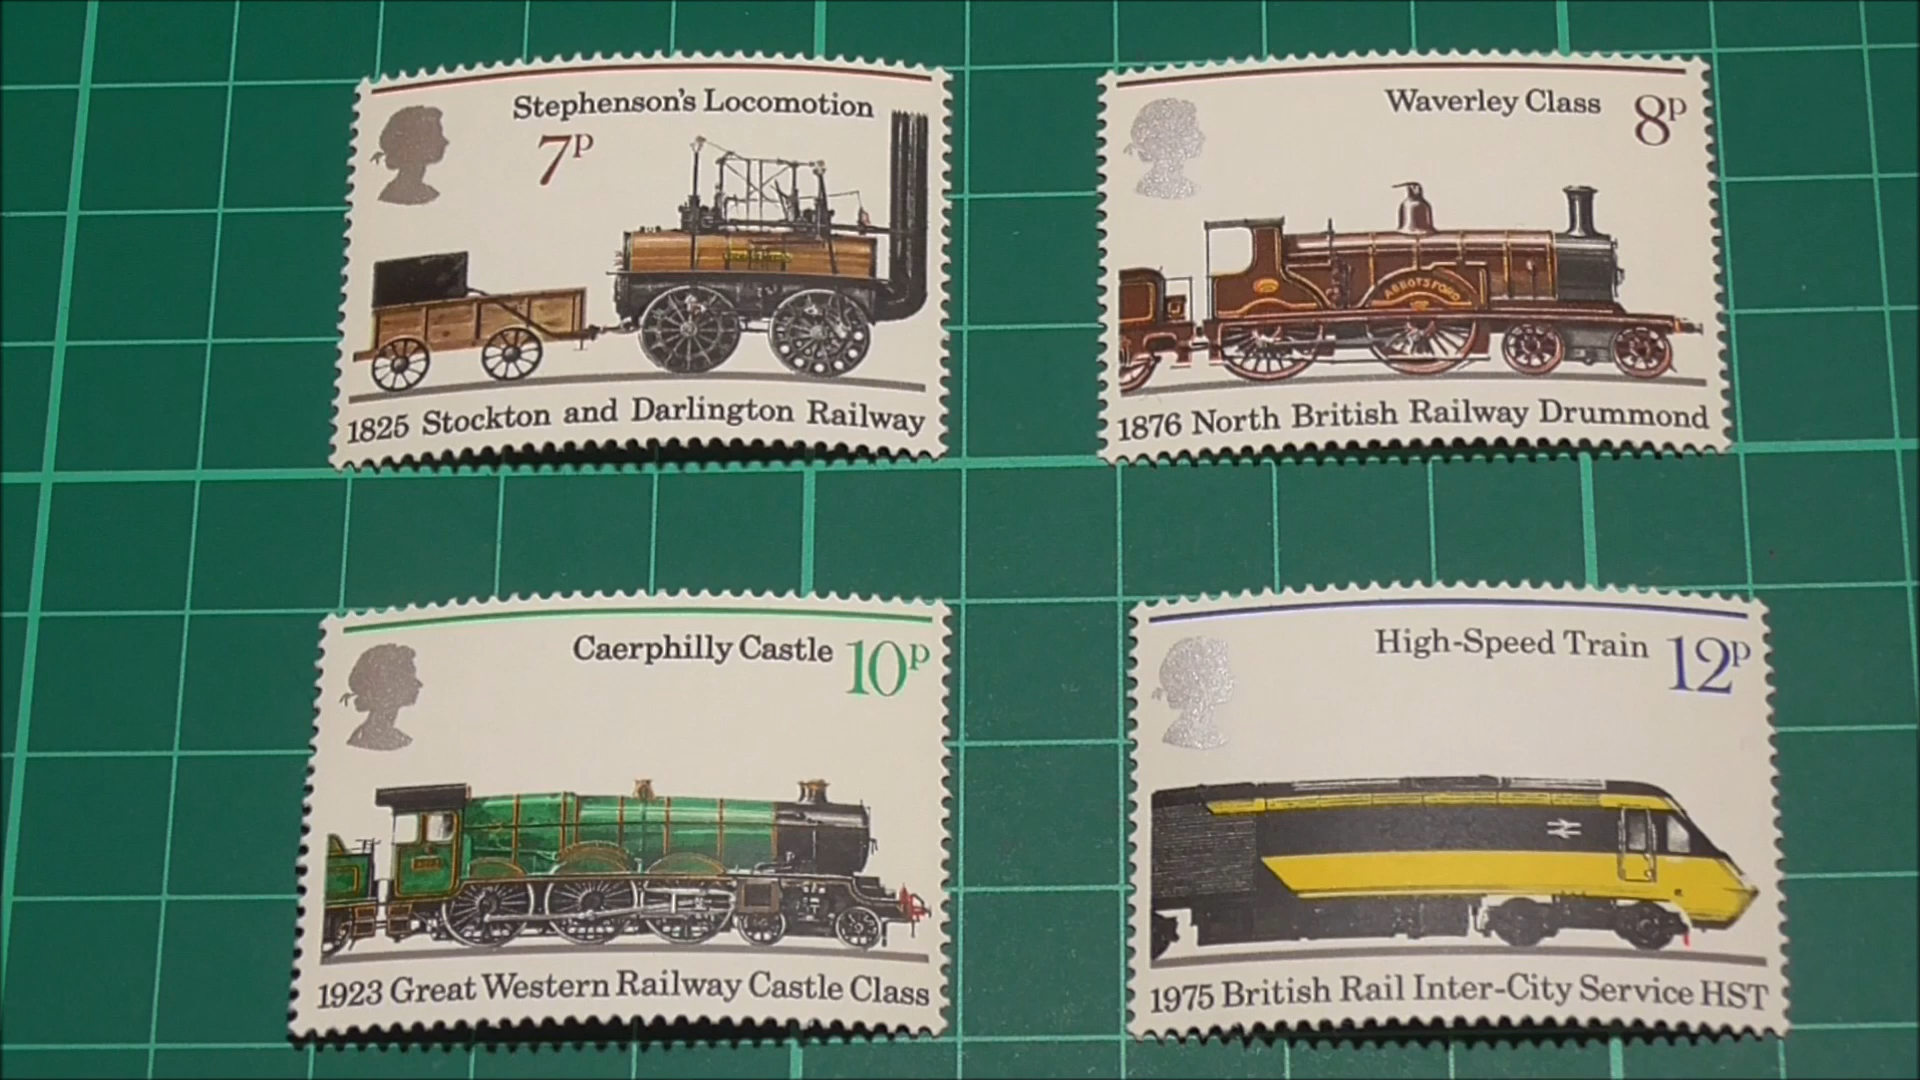 Stephenson's Locomotion
7P
1825 Stockton and Darlington Railway
Waverley Class 8P
ABBOTSFORD
1876 North British Railway Drummond
Caerphilly Castle 10P
1923 Great Western Railway Castle Class
High-Speed Train 12P
1975 British Rail Inter-City Service HST